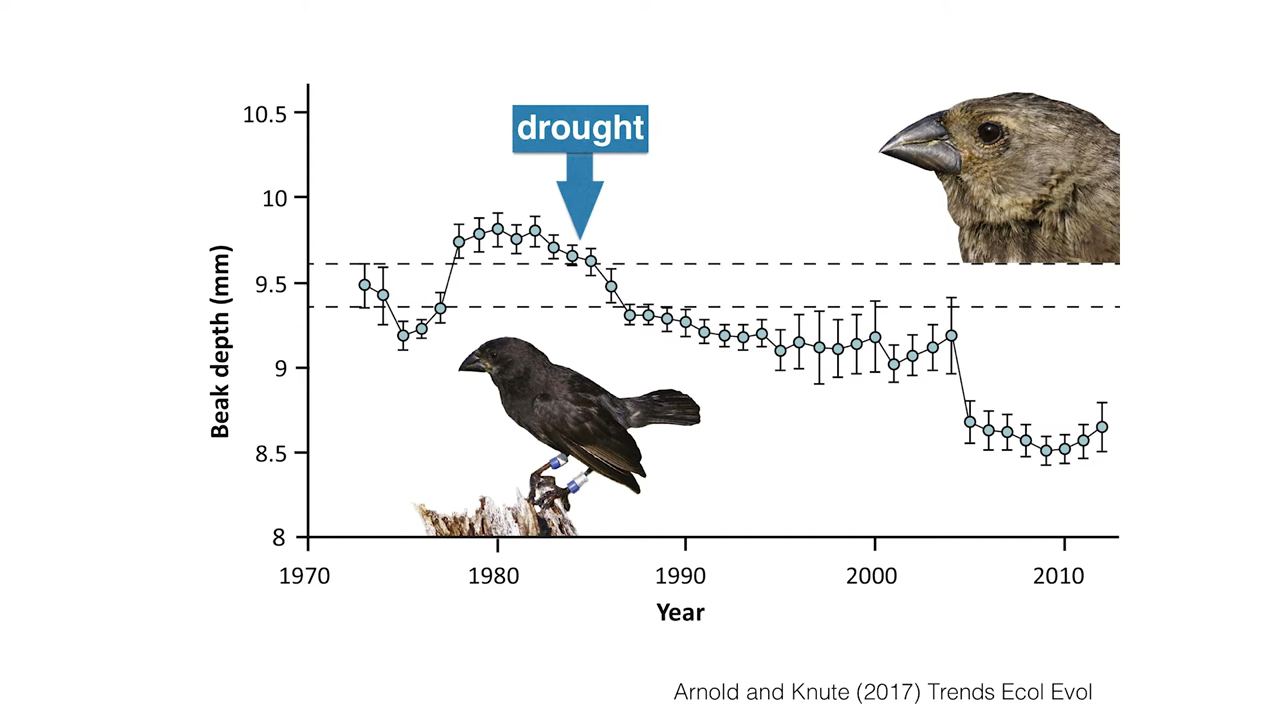 drought
10.5
10
9.5
9
8.5
8
Beak depth (mm)
1970 1980 1990 2000 2010
Year
Arnold and Knute (2017) Trends Ecol Evol